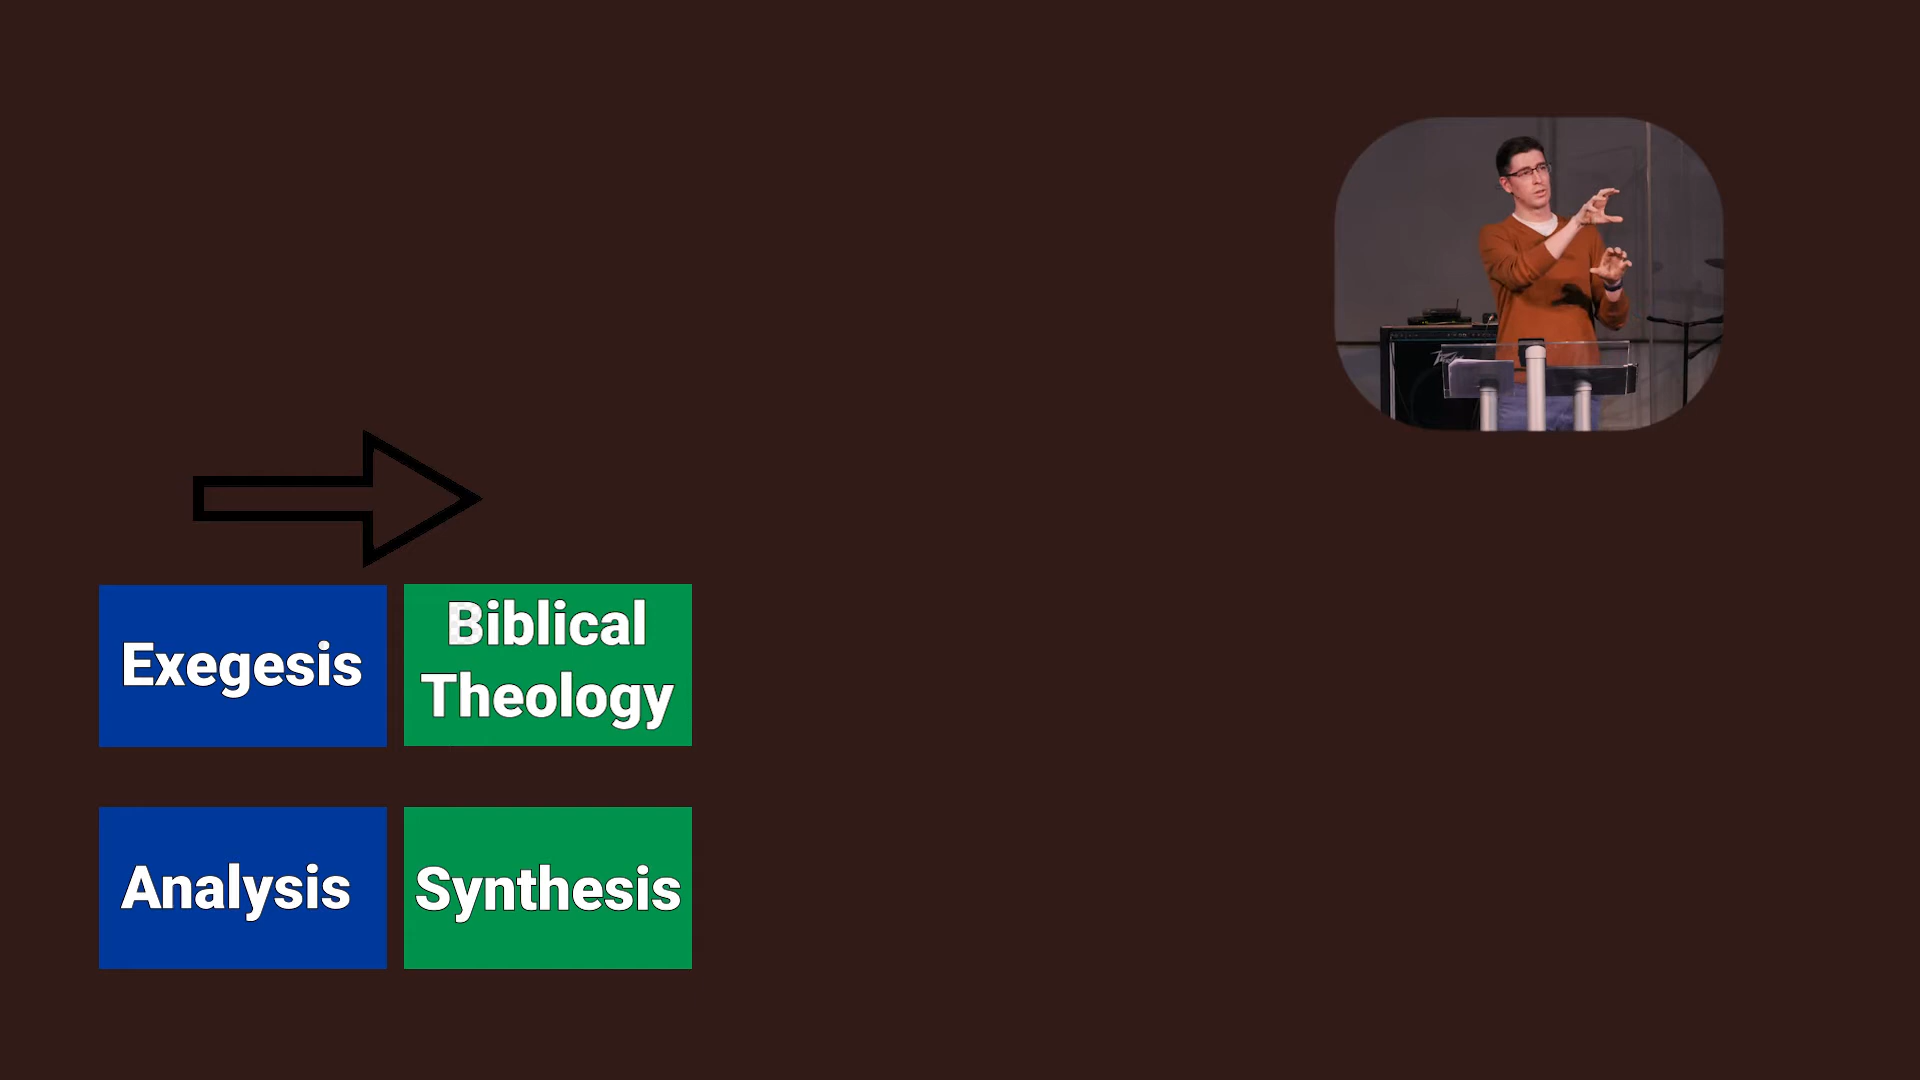 Exegesis
Biblical
Theology
Analysis
Synthesis